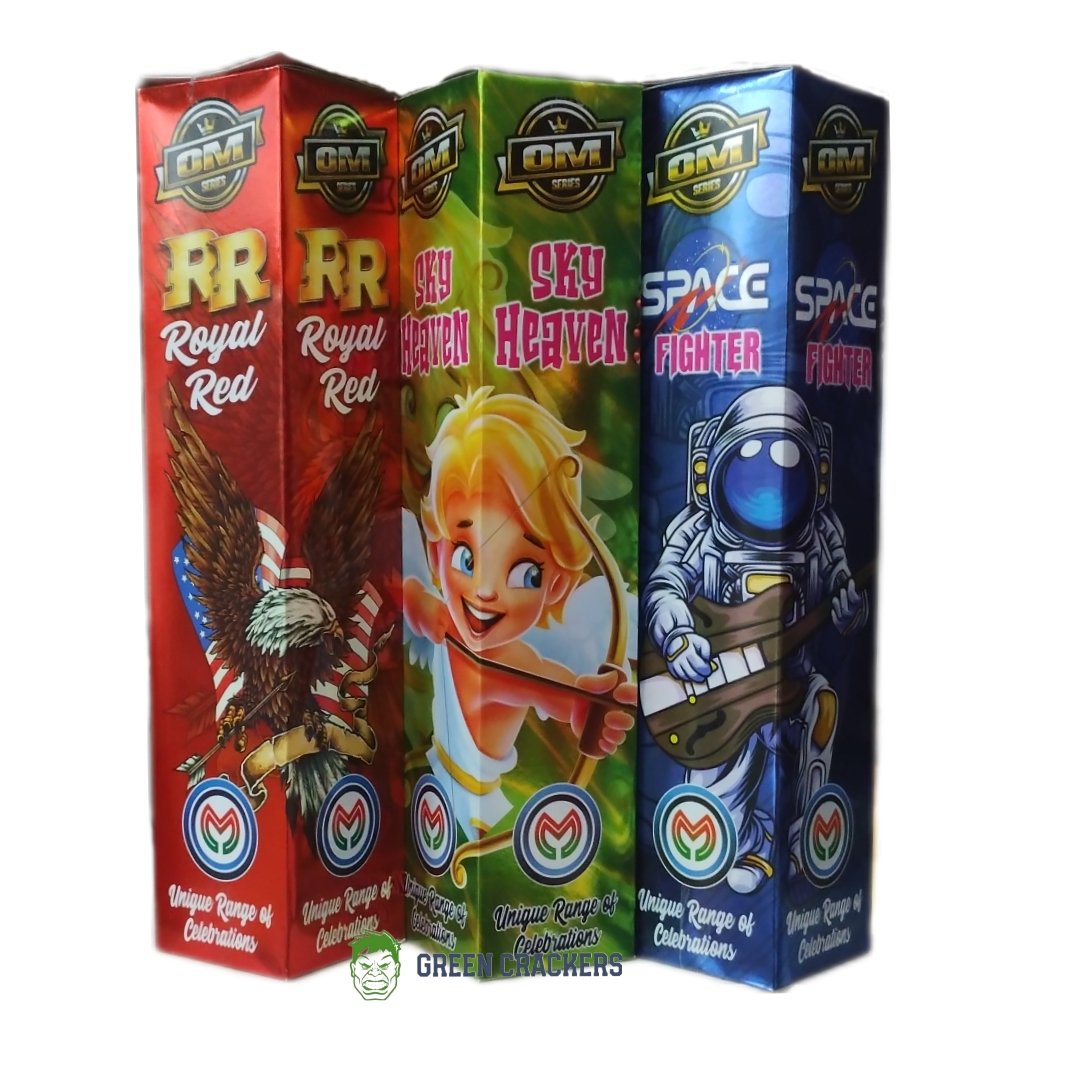 OM
SERIES
RR
Royal
Red
Unique Range of
Celebrations
OM
SERIES
RR
Royal
Red
Unique Range of
Celebrations
OM
SERIES
Sky
Heaven
Unique Range of
Celebrations
OM
SERIES
Sky
Heaven
Unique Range of
Celebrations
OM
SERIES
SPACE
FIGHTER
Unique Range of
Celebrations
OM
SERIES
SPACE
FIGHTER
Unique Range of
Celebrations
GREEN CRACKERS